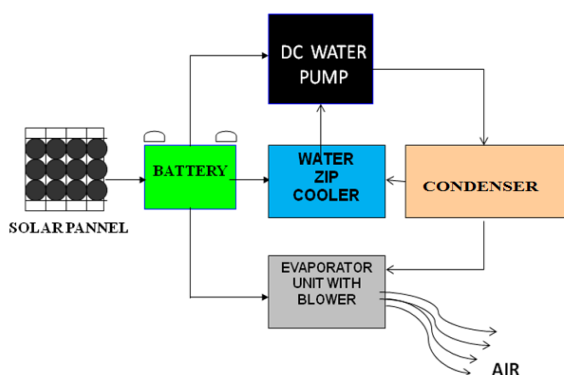 DC WATER
PUMP
SOLAR PANNEL
BATTERY
WATER
ZIP
COOLER
CONDENSER
EVAPORATOR
UNIT WITH
BLOWER
AIR